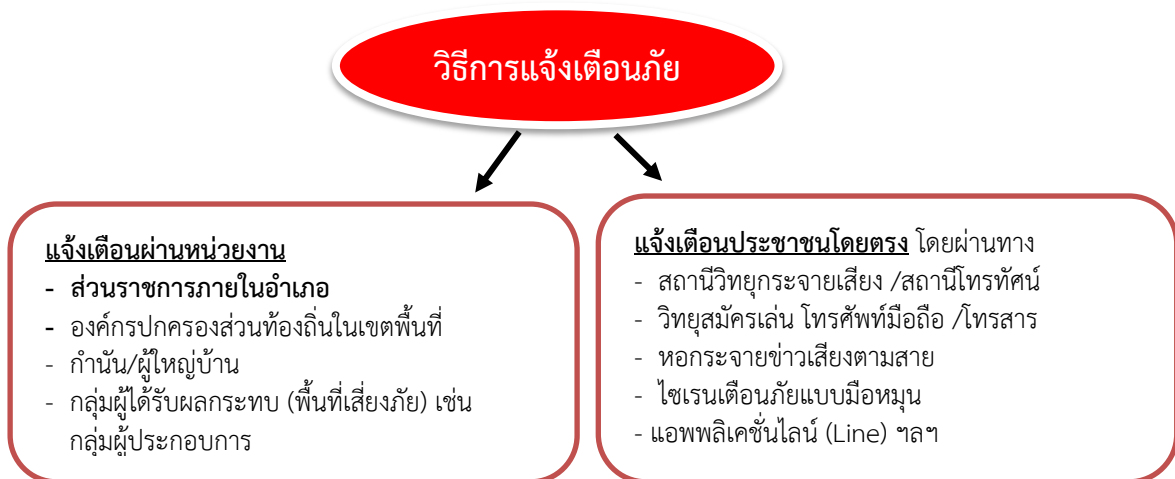 วิธีการแจ้งเตือนภัย
แจ้งเตือนผ่านหน่วยงาน
- ส่วนราชการภายในอำเภอ
- องค์กรปกครองส่วนท้องถิ่นในเขตพื้นที่
- กำนัน/ผู้ใหญ่บ้าน
- กลุ่มผู้ได้รับผลกระทบ (พื้นที่เสี่ยงภัย) เช่น
กลุ่มผู้ประกอบการ
แจ้งเตือนประชาชนโดยตรง โดยผ่านทาง
- สถานีวิทยุกระจายเสียง /สถานีโทรทัศน์
- วิทยุสมัครเล่น โทรศัพท์มือถือ /โทรสาร
- หอกระจายข่าวเสียงตามสาย
- ไซเรนเตือนภัยแบบมือหมุน
- แอพพลิเคชั่นไลน์ (Line) ฯลฯ